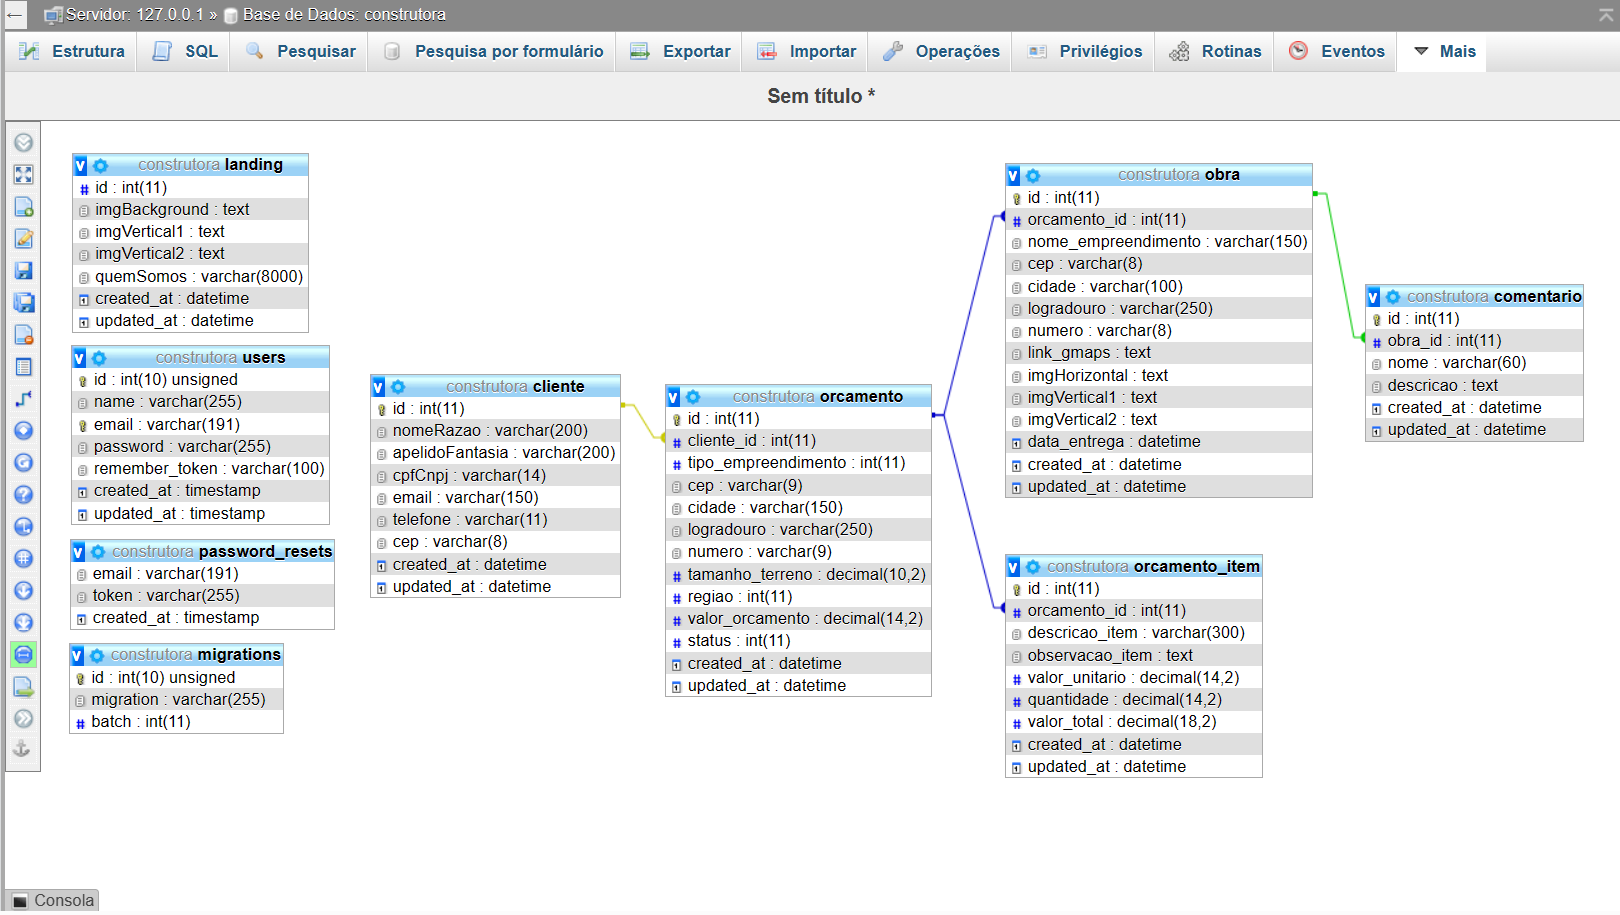 Servidor: 127.0.0.1 » Base de Dados: construtora
Estrutura SQL Pesquisar Pesquisa por formulário Exportar Importar Operações Privilégios Rotinas Eventos Mais
Sem título *
construtora landing
id : int(11)
imgBackground : text
imgVertical1 : text
imgVertical2 : text
quemSomos : varchar(8000)
created_at : datetime
updated_at : datetime
construtora users
id : int(10) unsigned
name : varchar(255)
email : varchar(191)
password : varchar(255)
remember_token : varchar(100)
created_at : timestamp
updated_at : timestamp
construtora password_resets
email : varchar(191)
token : varchar(255)
created_at : timestamp
construtora migrations
id : int(10) unsigned
migration : varchar(255)
batch : int(11)
construtora cliente
id : int(11)
nomeRazao : varchar(200)
apelidoFantasia : varchar(200)
cpfCnpj : varchar(14)
email : varchar(150)
telefone : varchar(11)
cep : varchar(8)
created_at : datetime
updated_at : datetime
construtora orcamento
id : int(11)
cliente_id : int(11)
tipo_empreendimento : int(11)
cep : varchar(9)
cidade : varchar(150)
logradouro : varchar(250)
numero : varchar(9)
tamanho_terreno : decimal(10,2)
regiao : int(11)
valor_orcamento : decimal(14,2)
status : int(11)
created_at : datetime
updated_at : datetime
construtora obra
id : int(11)
orcamento_id : int(11)
nome_empreendimento : varchar(150)
cep : varchar(8)
cidade : varchar(100)
logradouro : varchar(250)
numero : varchar(8)
link_gmaps : text
imgHorizontal : text
imgVertical1 : text
imgVertical2 : text
data_entrega : datetime
created_at : datetime
updated_at : datetime
construtora orcamento_item
id : int(11)
orcamento_id : int(11)
descricao_item : varchar(300)
observacao_item : text
valor_unitario : decimal(14,2)
quantidade : decimal(14,2)
valor_total : decimal(18,2)
created_at : datetime
updated_at : datetime
construtora comentario
id : int(11)
obra_id : int(11)
nome : varchar(60)
descricao : text
created_at : datetime
updated_at : datetime
Consola